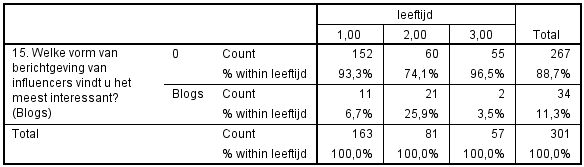 leeftijd
1,00 2,00 3,00 Total
15. Welke vorm van 0 Count 152 60 55 267
berichtgeving van % within leeftijd 93,3% 74,1% 96,5% 88,7%
influencers vindt u het
meest interessant? Blogs Count 11 21 2 34
(Blogs) % within leeftijd 6,7% 25,9% 3,5% 11,3%
Total Count 163 81 57 301
% within leeftijd 100,0% 100,0% 100,0% 100,0%